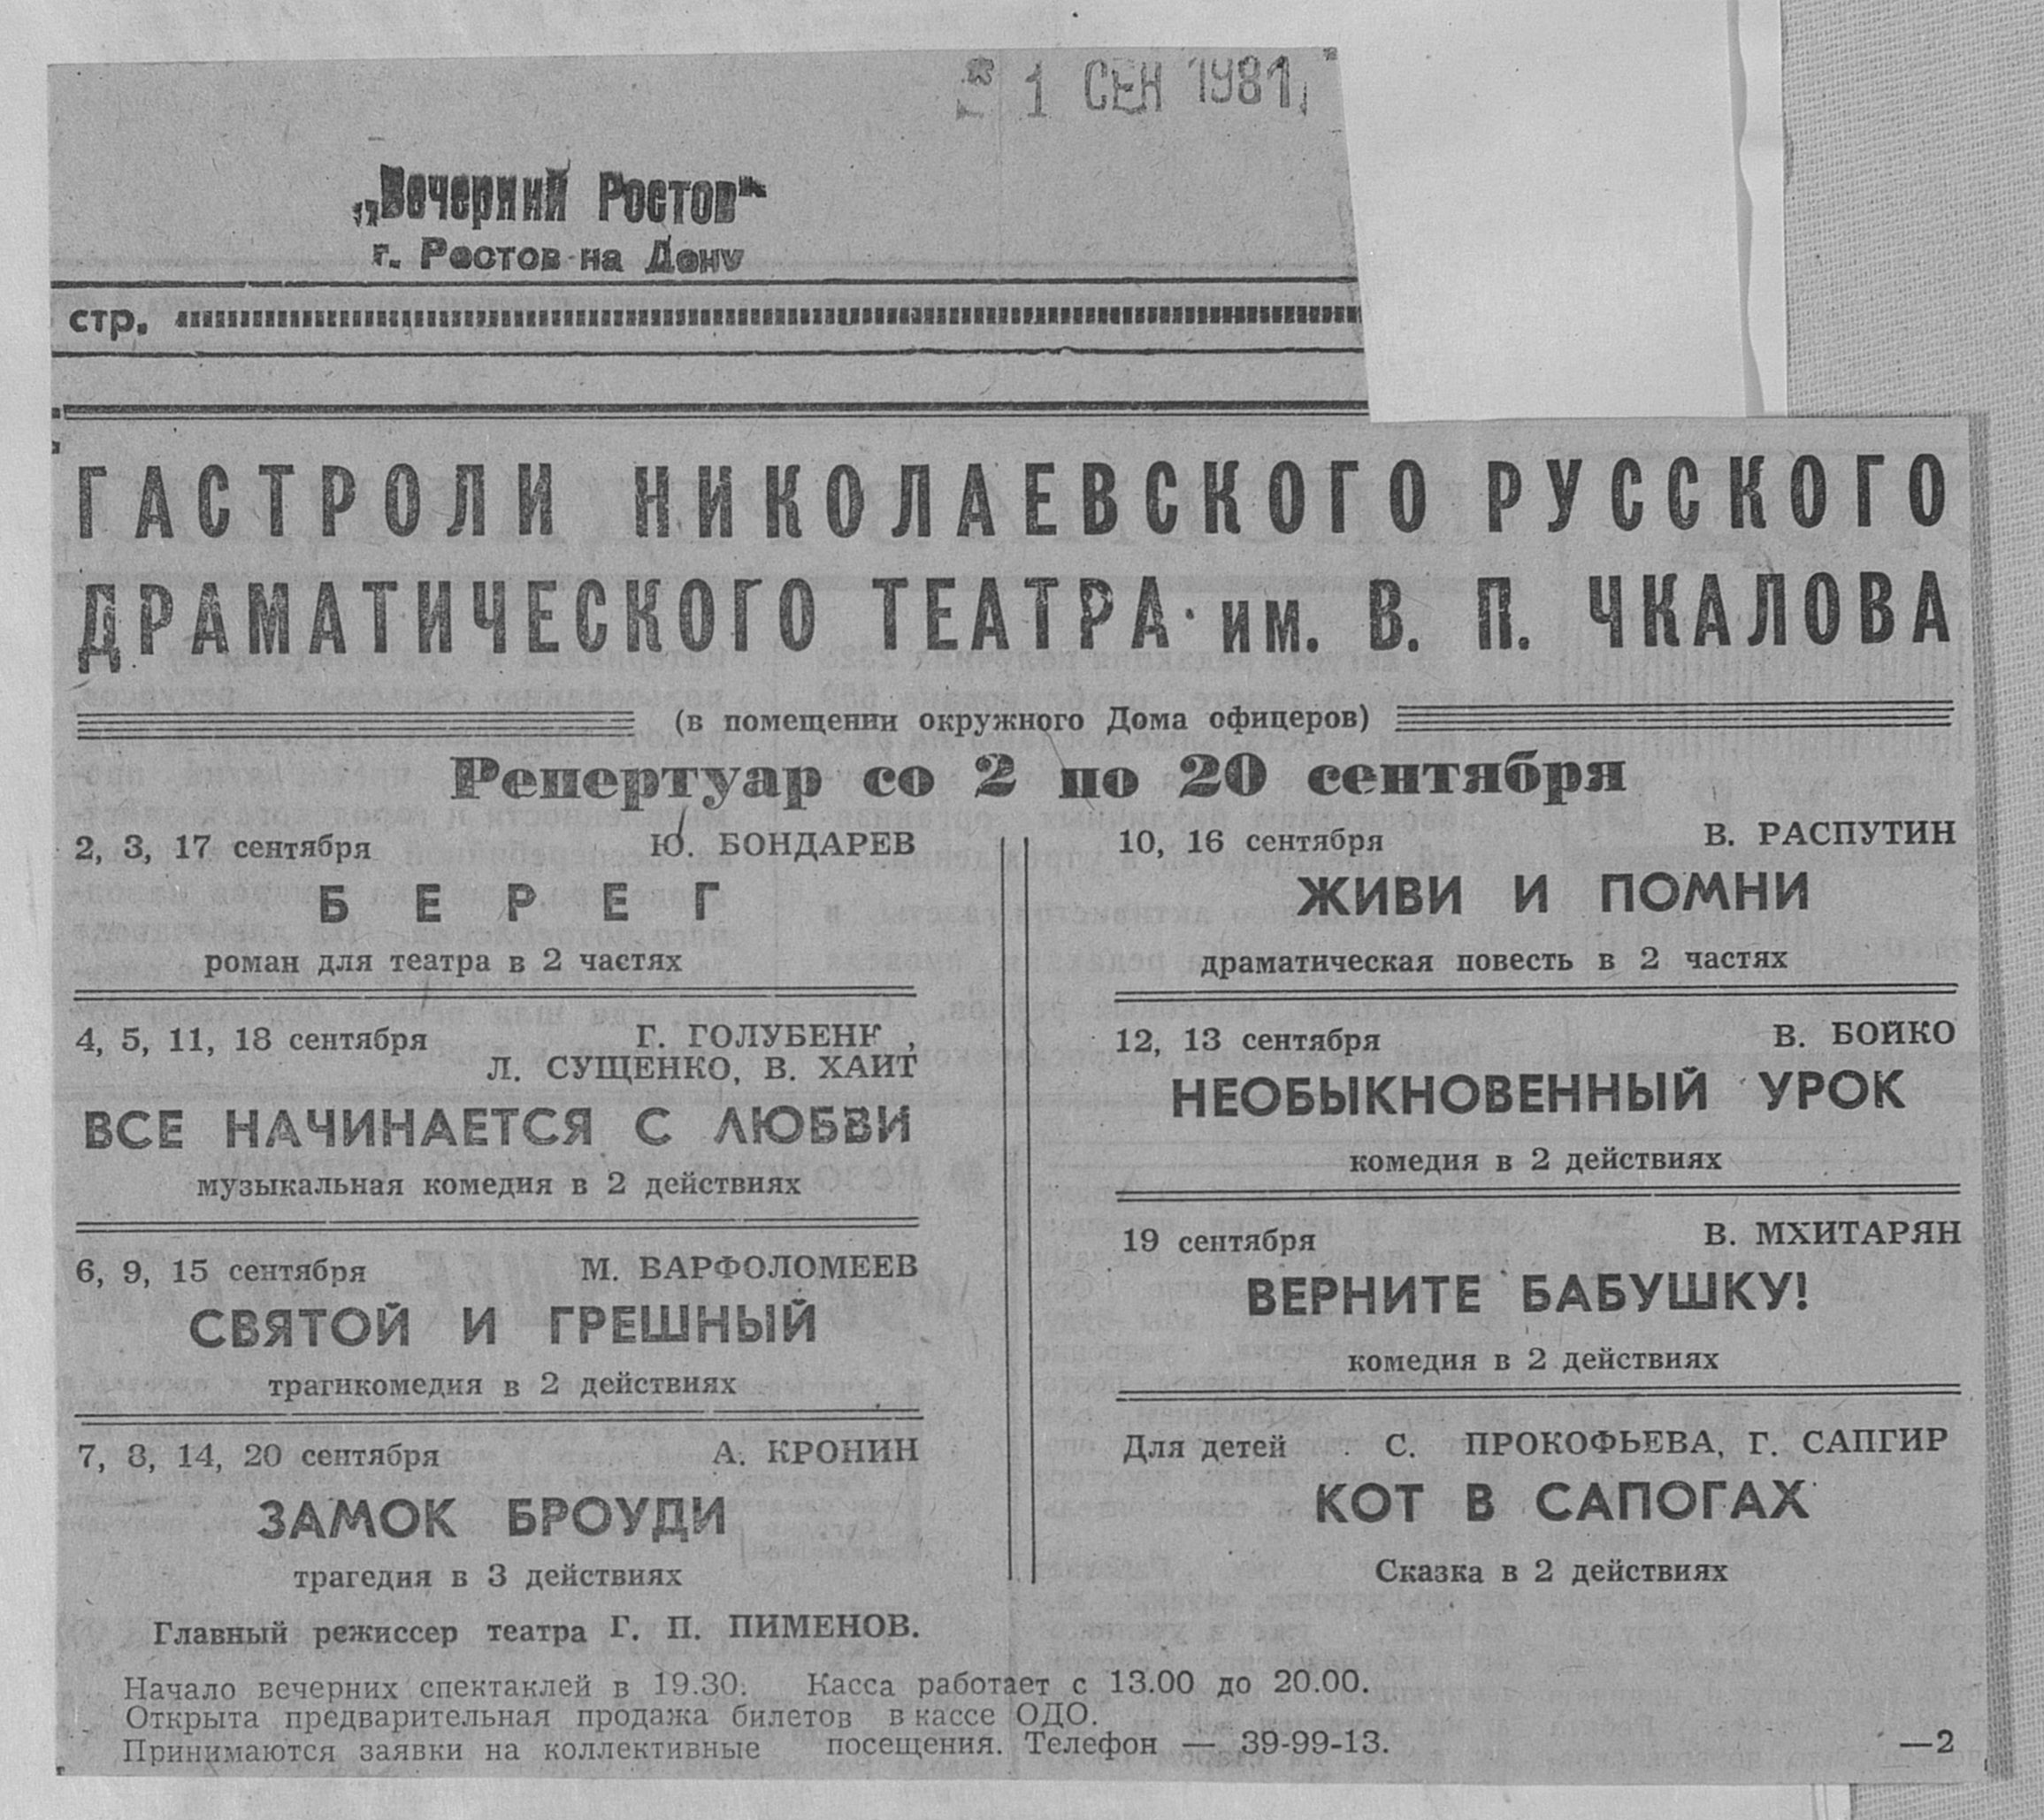 1 СЕН 1981
„Вечерний Ростов"
г. Ростов-на Дону
стр.
ГАСТРОЛИ НИКОЛАЕВСКОГО РУССКОГО
ДРАМАТИЧЕСКОГО ТЕАТРА им. В. П. ЧКАЛОВА
(в помещении окружного Дома офицеров)
Репертуар со 2 по 20 сентября
2, 3, 17 сентября Ю. БОНДАРЕВ
БЕРЕГ
роман для театра в 2 частях
4, 5, 11, 18 сентября Г. ГОЛУБЕНК ,
Л. СУЩЕНКО, В. ХАИТ
ВСЕ НАЧИНАЕТСЯ С ЛЮБВИ
музыкальная комедия в 2 действиях
6, 9, 15 сентября М. ВАРФОЛОМЕЕВ
СВЯТОЙ И ГРЕШНЫЙ
трагикомедия в 2 действиях
7, 8, 14, 20 сентября А. КРОНИН
ЗАМОК БРОУДИ
трагедия в 3 действиях
10, 16 сентября В. РАСПУТИН
ЖИВИ И ПОМНИ
драматическая повесть в 2 частях
12, 13 сентября В. БОЙКО
НЕОБЫКНОВЕННЫЙ УРОК
комедия в 2 действиях
19 сентября В. МХИТАРЯН
ВЕРНИТЕ БАБУШКУ!
комедия в 2 действиях
Для детей С. ПРОКОФЬЕВА, Г. САПГИР
КОТ В САПОГАХ
Сказка в 2 действиях
Главный режиссер театра Г. П. ПИМЕНОВ.
Начало вечерних спектаклей в 19.30. Касса работает с 13.00 до 20.00.
Открыта предварительная продажа билетов в кассе ОДО.
Принимаются заявки на коллективные посещения. Телефон — 39-99-13.
—2